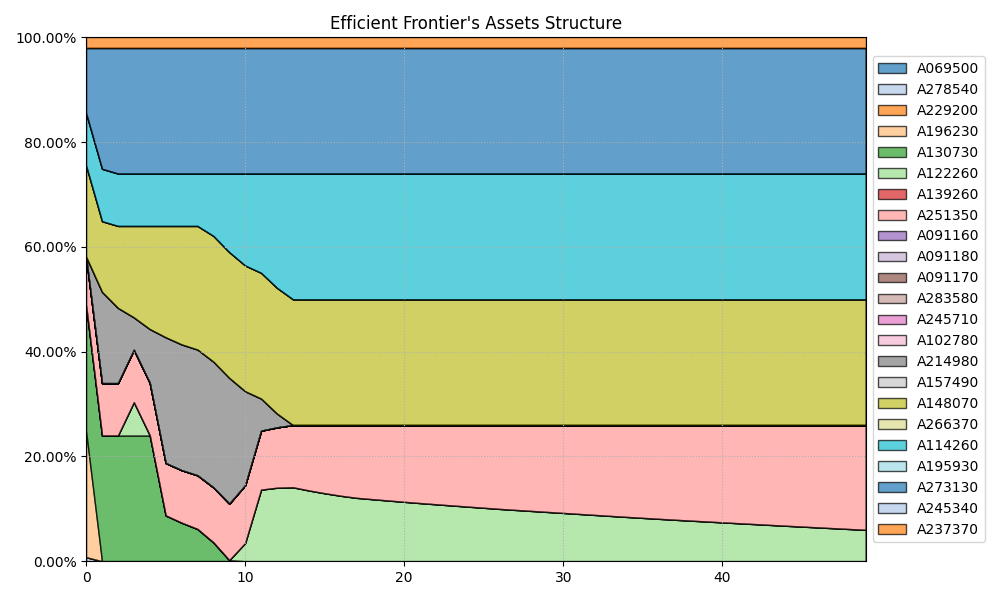 Efficient Frontier's Assets Structure
100.00%
80.00%
60.00%
40.00%
20.00%
0.00%
0
10
20
30
40
A069500
A278540
A229200
A196230
A130730
A122260
A139260
A251350
A091160
A091180
A091170
A283580
A245710
A102780
A214980
A157490
A148070
A266370
A114260
A195930
A273130
A245340
A237370